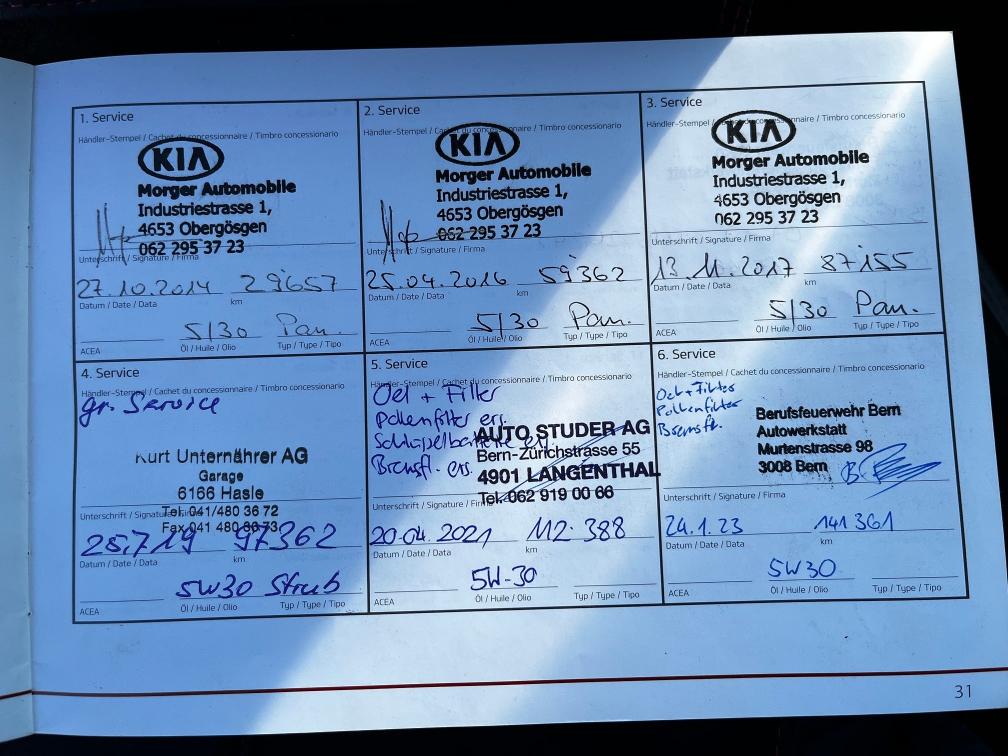 1. Service
Händler-Stempel / Cachet du concessionnaire / Timbro concessionario
KIA
Morger Automobile
Industriestrasse 1,
4653 Obergösgen
062 295 37 23
Unterschrift / Signature / Firma
27.10.2014 29657
Datum / Date / Data km
5/30 Pan.
ACEA Öl / Huile / Olio Typ / Type / Tipo
2. Service
Händler-Stempel / Cachet du concessionnaire / Timbro concessionario
KIA
Morger Automobile
Industriestrasse 1,
4653 Obergösgen
062 295 37 23
Unterschrift / Signature / Firma
25.04.2016 59362
Datum / Date / Data km
5/30 Pan.
ACEA Öl / Huile / Olio Typ / Type / Tipo
3. Service
Händler-Stempel / Cachet du concessionnaire / Timbro concessionario
KIA
Morger Automobile
Industriestrasse 1,
4653 Obergösgen
062 295 37 23
Unterschrift / Signature / Firma
13.11.2017 87155
Datum / Date / Data km
5/30 Pan.
ACEA Öl / Huile / Olio Typ / Type / Tipo
4. Service
Händler-Stempel / Cachet du concessionnaire / Timbro concessionario
gr. Service
Kurt Unternährer AG
Garage
6166 Hasle
Tel. 041/480 36 72
Unterschrift / Signature / Firma
Fax 041 480
25.7.19 97362
Datum / Date / Data km
5W30 Strub
ACEA Öl / Huile / Olio Typ / Type / Tipo
5. Service
Händler-Stempel / Cachet du concessionnaire / Timbro concessionario
Oel + Filter
Pollenfilter ers.
Schlüsselbatterie ers.
Bremsfl. ers.
AUTO STUDER AG
Bern-Zürichstrasse 55
4901 LANGENTHAL
Tel. 062 919 00 66
Unterschrift / Signature / Firma
20.04.2021 112.388
Datum / Date / Data km
5W-30
ACEA Öl / Huile / Olio Typ / Type / Tipo
6. Service
Händler-Stempel / Cachet du concessionnaire / Timbro concessionario
Oel+Filter
Pollenfilter
Bremsfl.
Berufsfeuerwehr Bern
Autowerkstatt
Murtenstrasse 98
3008 Bern
Unterschrift / Signature / Firma
24.1.23 141361
Datum / Date / Data km
5W30
ACEA Öl / Huile / Olio Typ / Type / Tipo
31